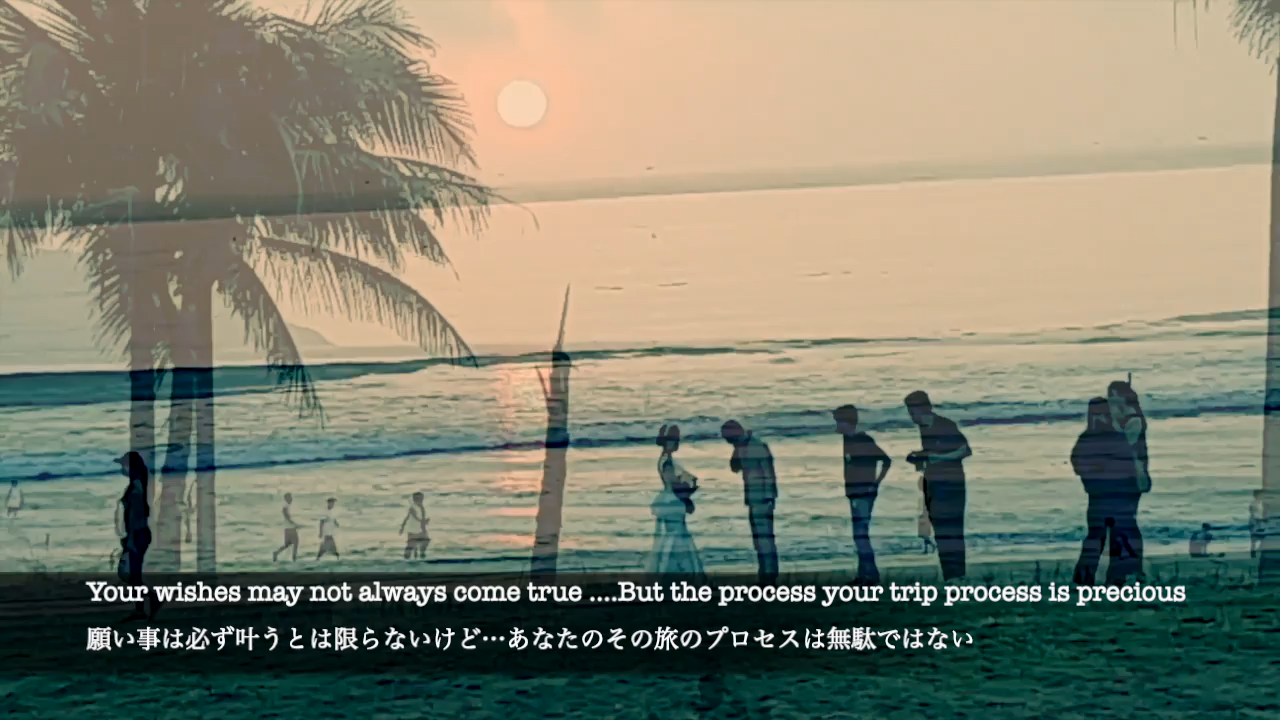 Your wishes may not always come true ....But the process your trip process is precious
願い事は必ず叶うとは限らないけど…あなたのその旅のプロセスは無駄ではない